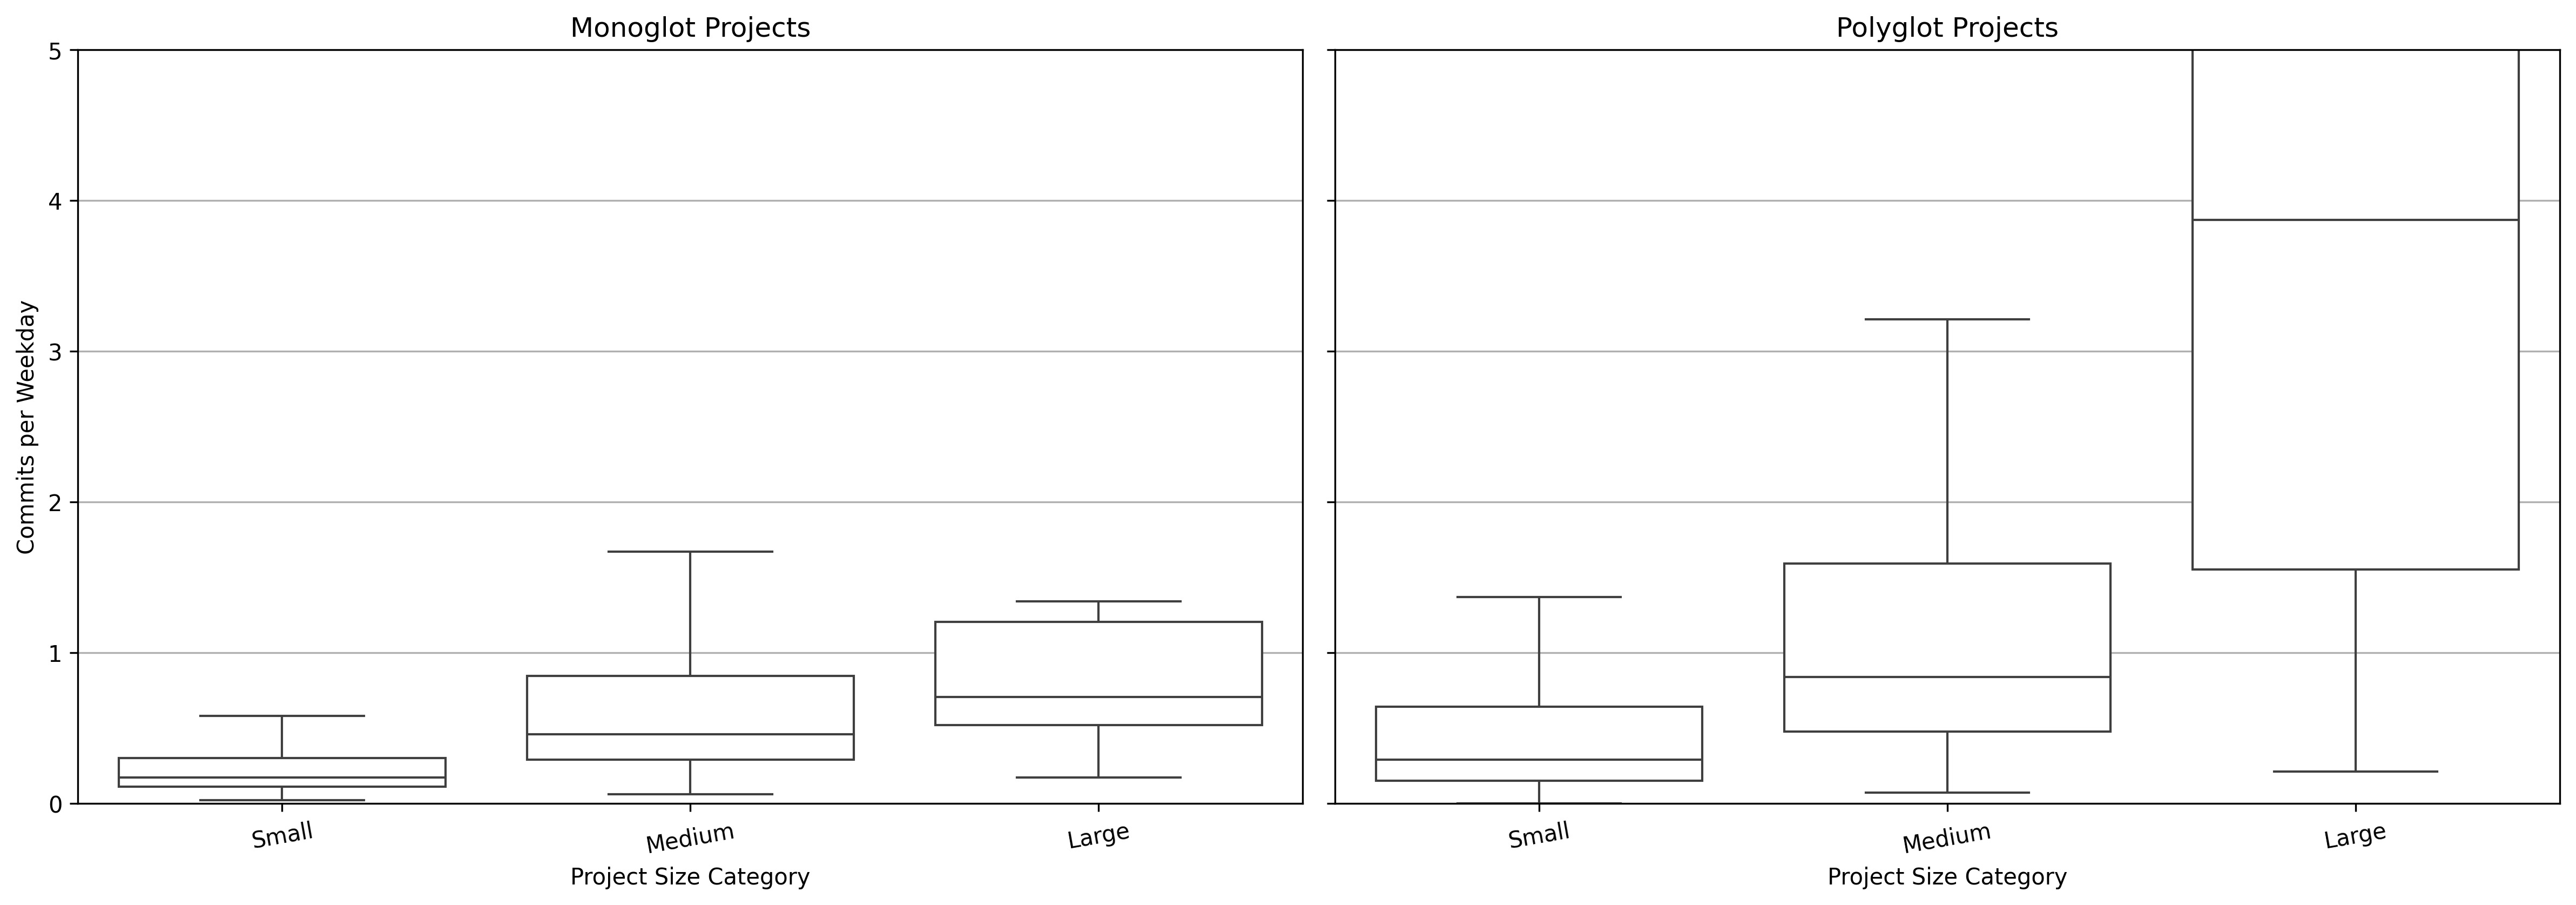 Monoglot Projects
Polyglot Projects
Commits per Weekday
5
4
3
2
1
0
Small
Medium
Large
Project Size Category
Small
Medium
Large
Project Size Category